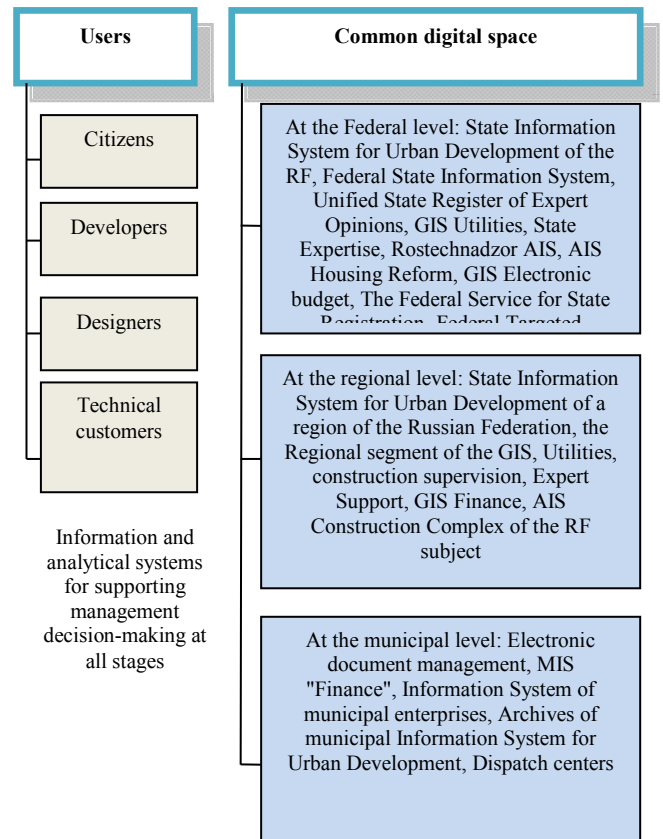 Users
Citizens
Developers
Designers
Technical
customers
Information and
analytical systems
for supporting
management
decision-making at
all stages
Common digital space
At the Federal level: State Information
System for Urban Development of the
RF, Federal State Information System,
Unified State Register of Expert
Opinions, GIS Utilities, State
Expertise, Rostechnadzor AIS, AIS
Housing Reform, GIS Electronic
budget, The Federal Service for State
Registration, Federal Targeted
At the regional level: State Information
System for Urban Development of a
region of the Russian Federation, the
Regional segment of the GIS, Utilities,
construction supervision, Expert
Support, GIS Finance, AIS
Construction Complex of the RF
subject
At the municipal level: Electronic
document management, MIS
"Finance", Information System of
municipal enterprises, Archives of
municipal Information System for
Urban Development, Dispatch centers